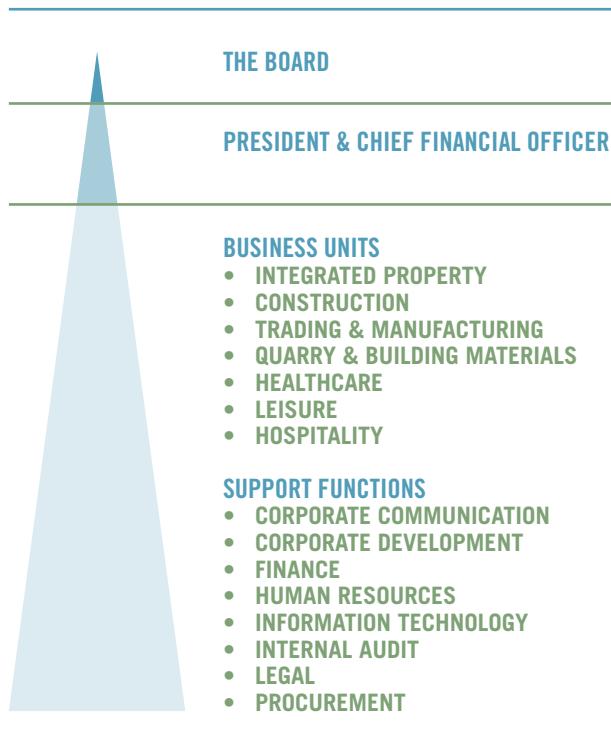 THE BOARD
PRESIDENT & CHIEF FINANCIAL OFFICER
BUSINESS UNITS
• INTEGRATED PROPERTY
• CONSTRUCTION
• TRADING & MANUFACTURING
• QUARRY & BUILDING MATERIALS
• HEALTHCARE
• LEISURE
• HOSPITALITY
SUPPORT FUNCTIONS
• CORPORATE COMMUNICATION
• CORPORATE DEVELOPMENT
• FINANCE
• HUMAN RESOURCES
• INFORMATION TECHNOLOGY
• INTERNAL AUDIT
• LEGAL
• PROCUREMENT